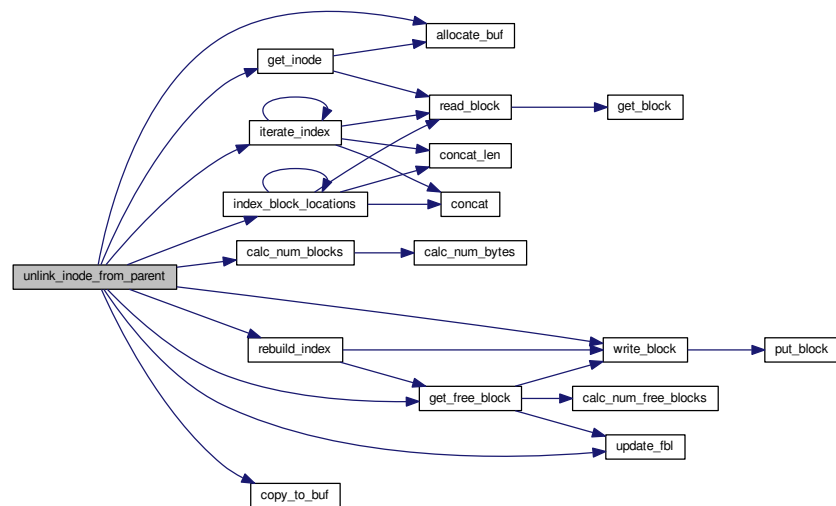 allocate_buf
get_inode
read_block
get_block
iterate_index
concat_len
index_block_locations
concat
calc_num_blocks
calc_num_bytes
unlink_inode_from_parent
rebuild_index
write_block
put_block
get_free_block
calc_num_free_blocks
update_fbl
copy_to_buf